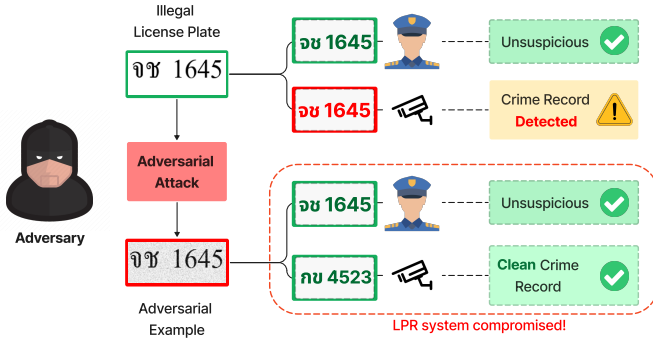 Illegal
License Plate
จช 1645
จช 1645
Unsuspicious
จช 1645
Crime Record
Detected
Adversarial
Attack
Adversary
จช 1645
Adversarial
Example
จช 1645
Unsuspicious
กข 4523
Clean Crime
Record
LPR system compromised!